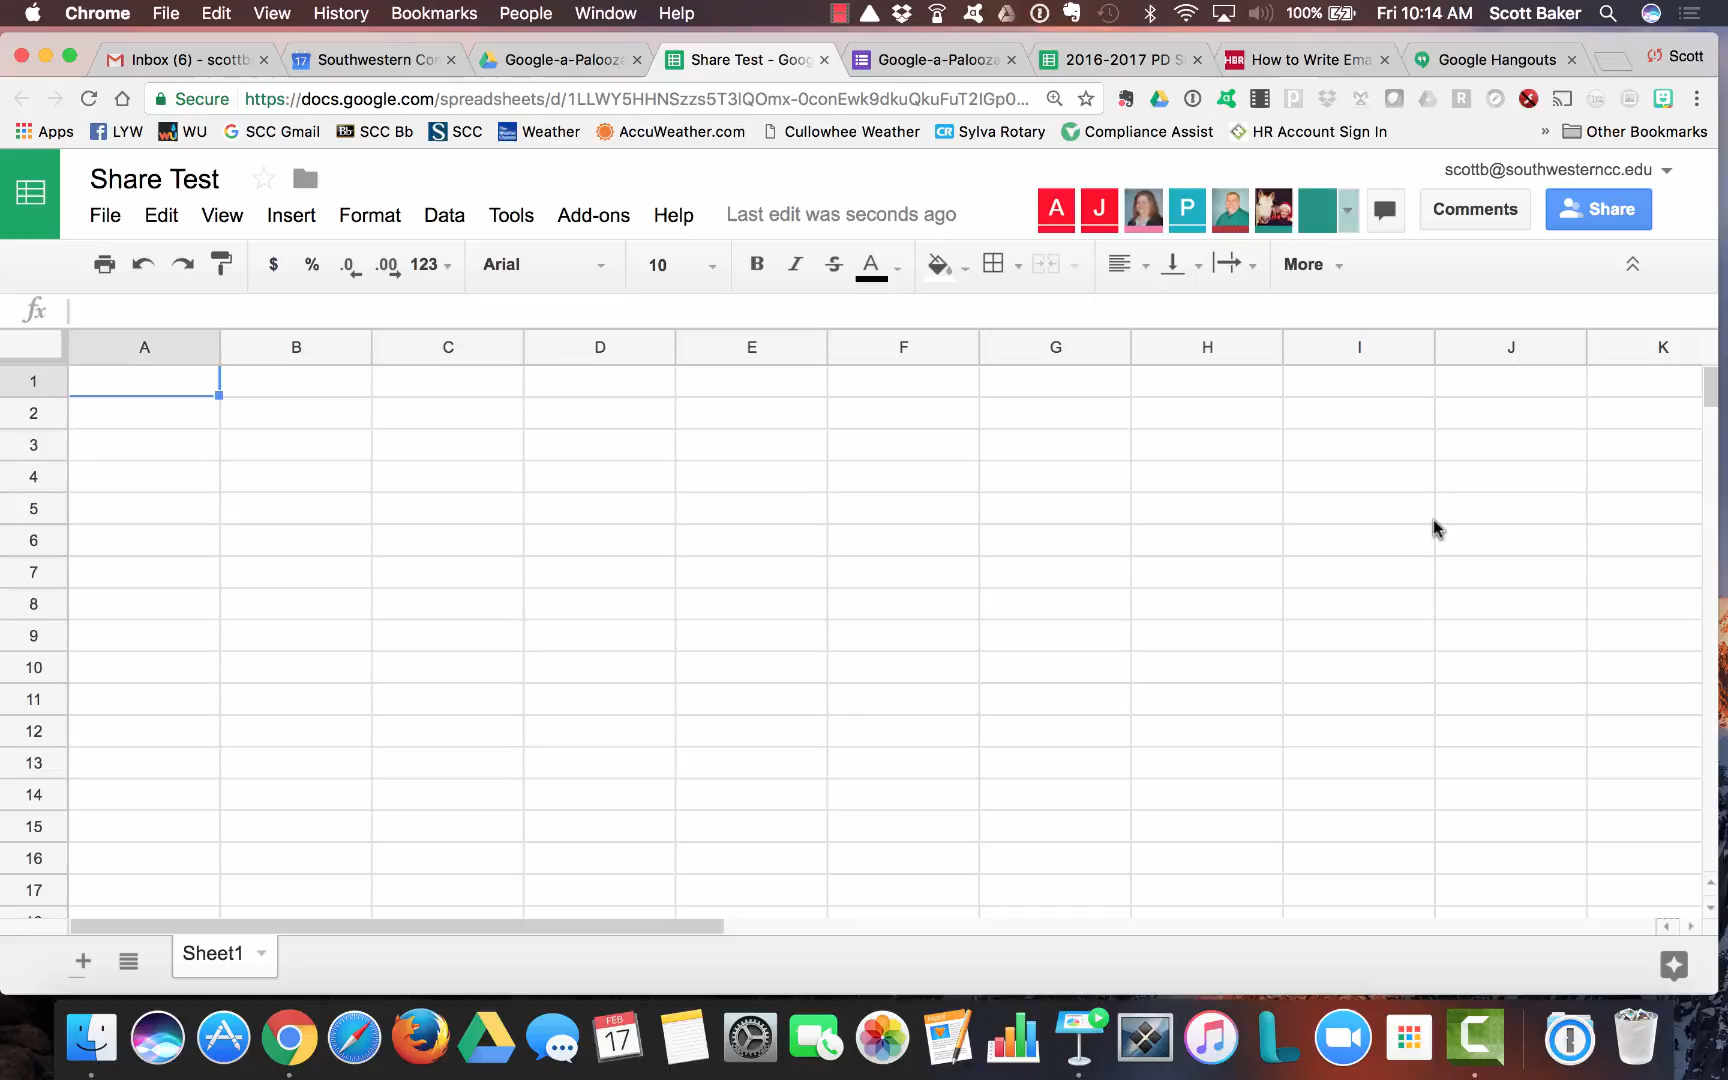 Chrome File Edit View History Bookmarks People Window Help 100% Fri 10:14 AM Scott Baker
Inbox (6) - scottb 17 Southwestern Co Google-a-Palooza Share Test - Goog Google-a-Palooza 2016-2017 PD S HBR How to Write Ema Google Hangouts Scott
Secure https://docs.google.com/spreadsheets/d/1LLWY5HHNSzzs5T3lQOmx-0conEwk9dkuQkuFuT2lGp0...
Apps LYW WU SCC Gmail Bb SCC Bb SCC Weather AccuWeather.com Cullowhee Weather CR Sylva Rotary Compliance Assist HR Account Sign In » Other Bookmarks
Share Test scottb@southwesterncc.edu
File Edit View Insert Format Data Tools Add-ons Help Last edit was seconds ago A J P Comments Share
$ % .0 .00 123 Arial 10 B I S A More
fx
A B C D E F G H I J K
1
2
3
4
5
6
7
8
9
10
11
12
13
14
15
16
17
+ Sheet1
FEB
17
PAGES